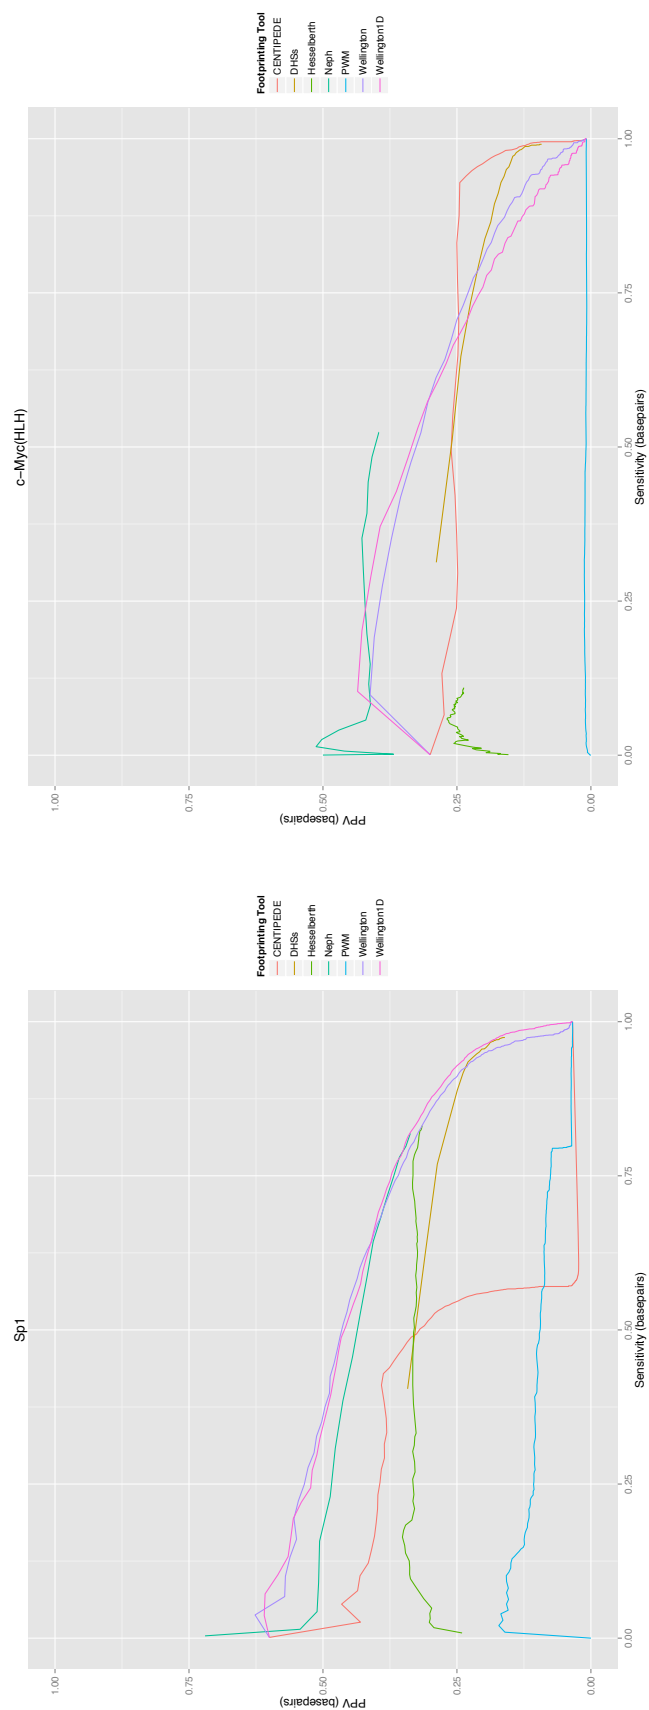 c−Myc(HLH)
1.00
0.75
0.50
0.25
0.00
PPV (basepairs)
0.00
0.25
0.50
0.75
1.00
Sensitivity (basepairs)
Footprinting Tool
CENTIPEDE
DHSs
Hesselberth
Neph
PWM
Wellington
Wellington1D
Sp1
1.00
0.75
0.50
0.25
0.00
PPV (basepairs)
0.00
0.25
0.50
0.75
1.00
Sensitivity (basepairs)
Footprinting Tool
CENTIPEDE
DHSs
Hesselberth
Neph
PWM
Wellington
Wellington1D